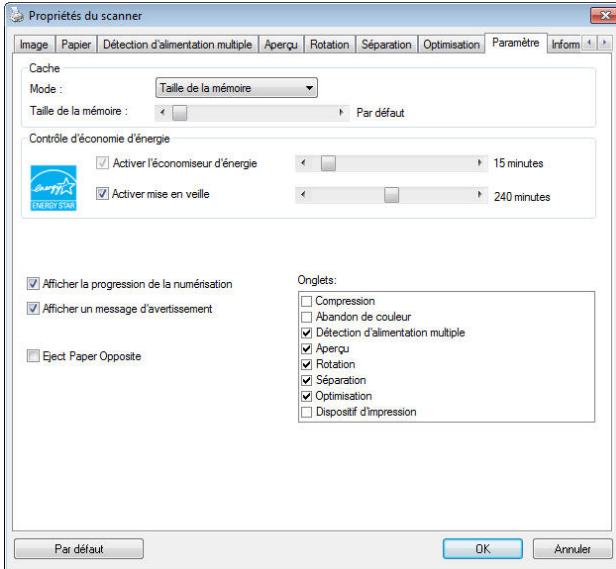 Propriétés du scanner
Image Papier Détection d'alimentation multiple Aperçu Rotation Séparation Optimisation Paramètre Inform
Cache
Mode : Taille de la mémoire
Taille de la mémoire : Par défaut
Contrôle d'économie d'énergie
Activer l'économiseur d'énergie 15 minutes
energy
ENERGY STAR
Activer mise en veille 240 minutes
Afficher la progression de la numérisation
Afficher un message d'avertissement
Eject Paper Opposite
Onglets:
Compression
Abandon de couleur
Détection d'alimentation multiple
Aperçu
Rotation
Séparation
Optimisation
Dispositif d'impression
Par défaut OK Annuler